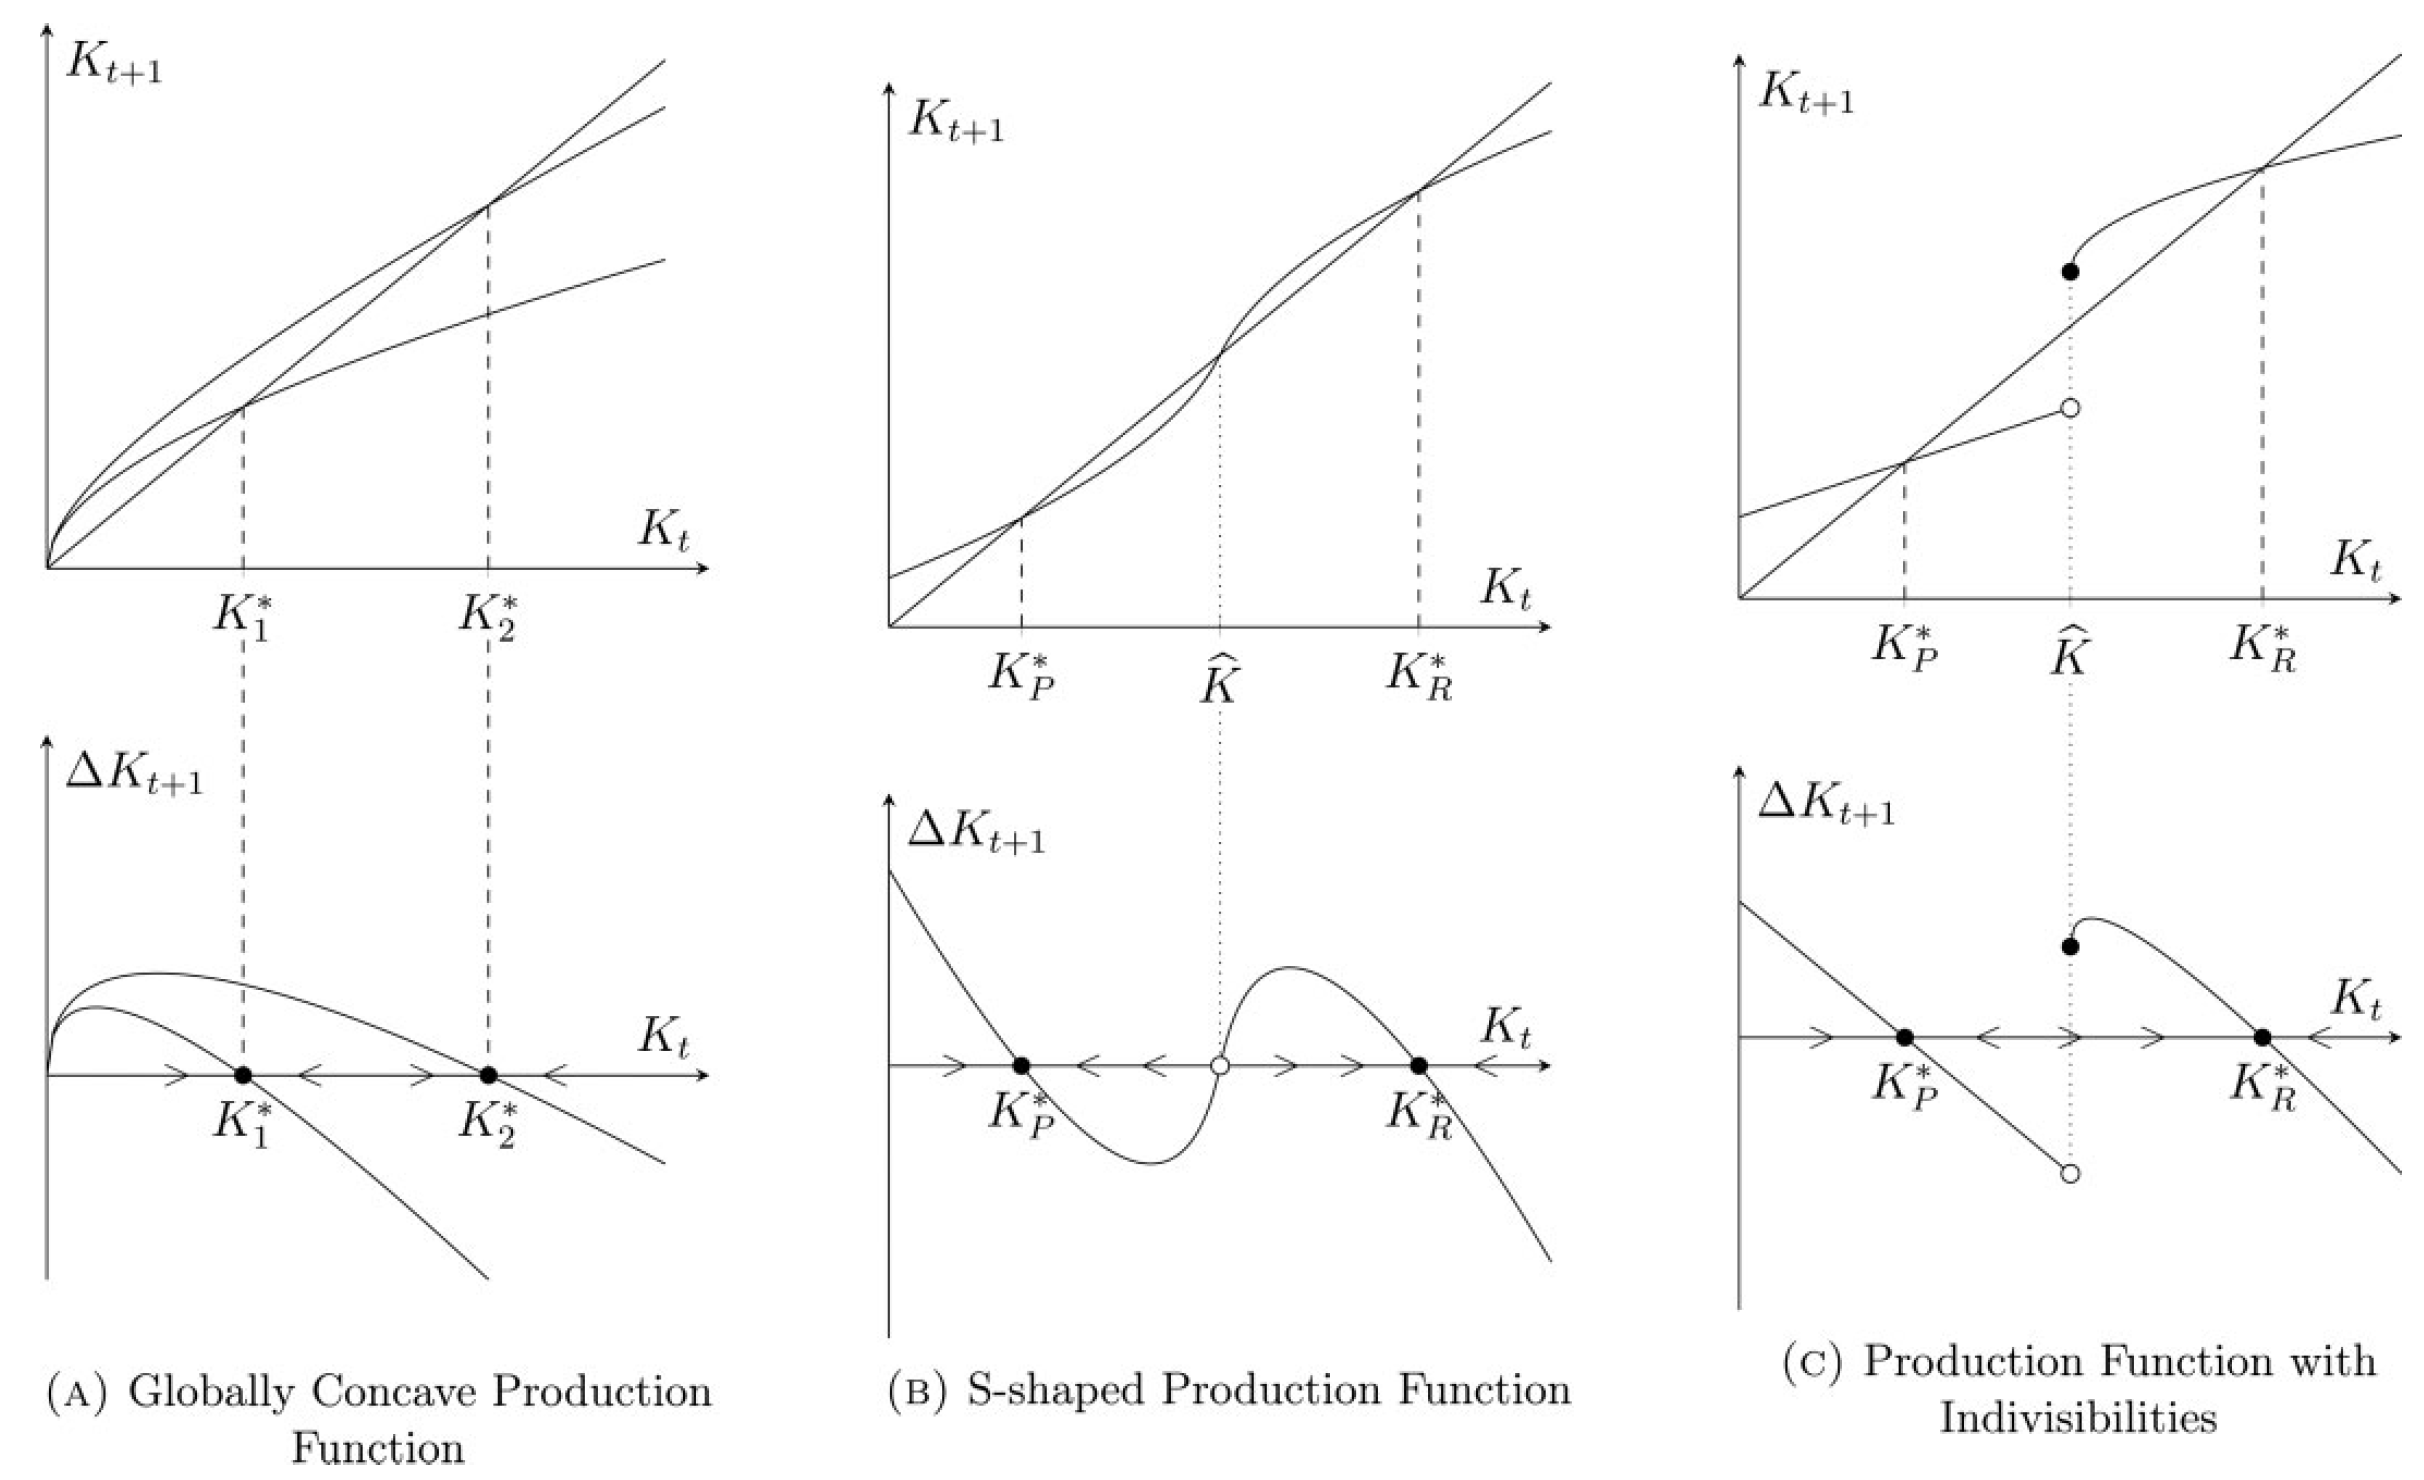 $K_{t+1}$
$K_t$
$K_1^*$ $K_2^*$
$\Delta K_{t+1}$
$K_t$
$K_1^*$ $K_2^*$
(A) Globally Concave Production
Function
$K_{t+1}$
$K_t$
$K_P^*$ $\widehat{K}$ $K_R^*$
$\Delta K_{t+1}$
$K_t$
$K_P^*$ $K_R^*$
(B) S-shaped Production Function
$K_{t+1}$
$K_t$
$K_P^*$ $\widehat{K}$ $K_R^*$
$\Delta K_{t+1}$
$K_t$
$K_P^*$ $K_R^*$
(C) Production Function with
Indivisibilities